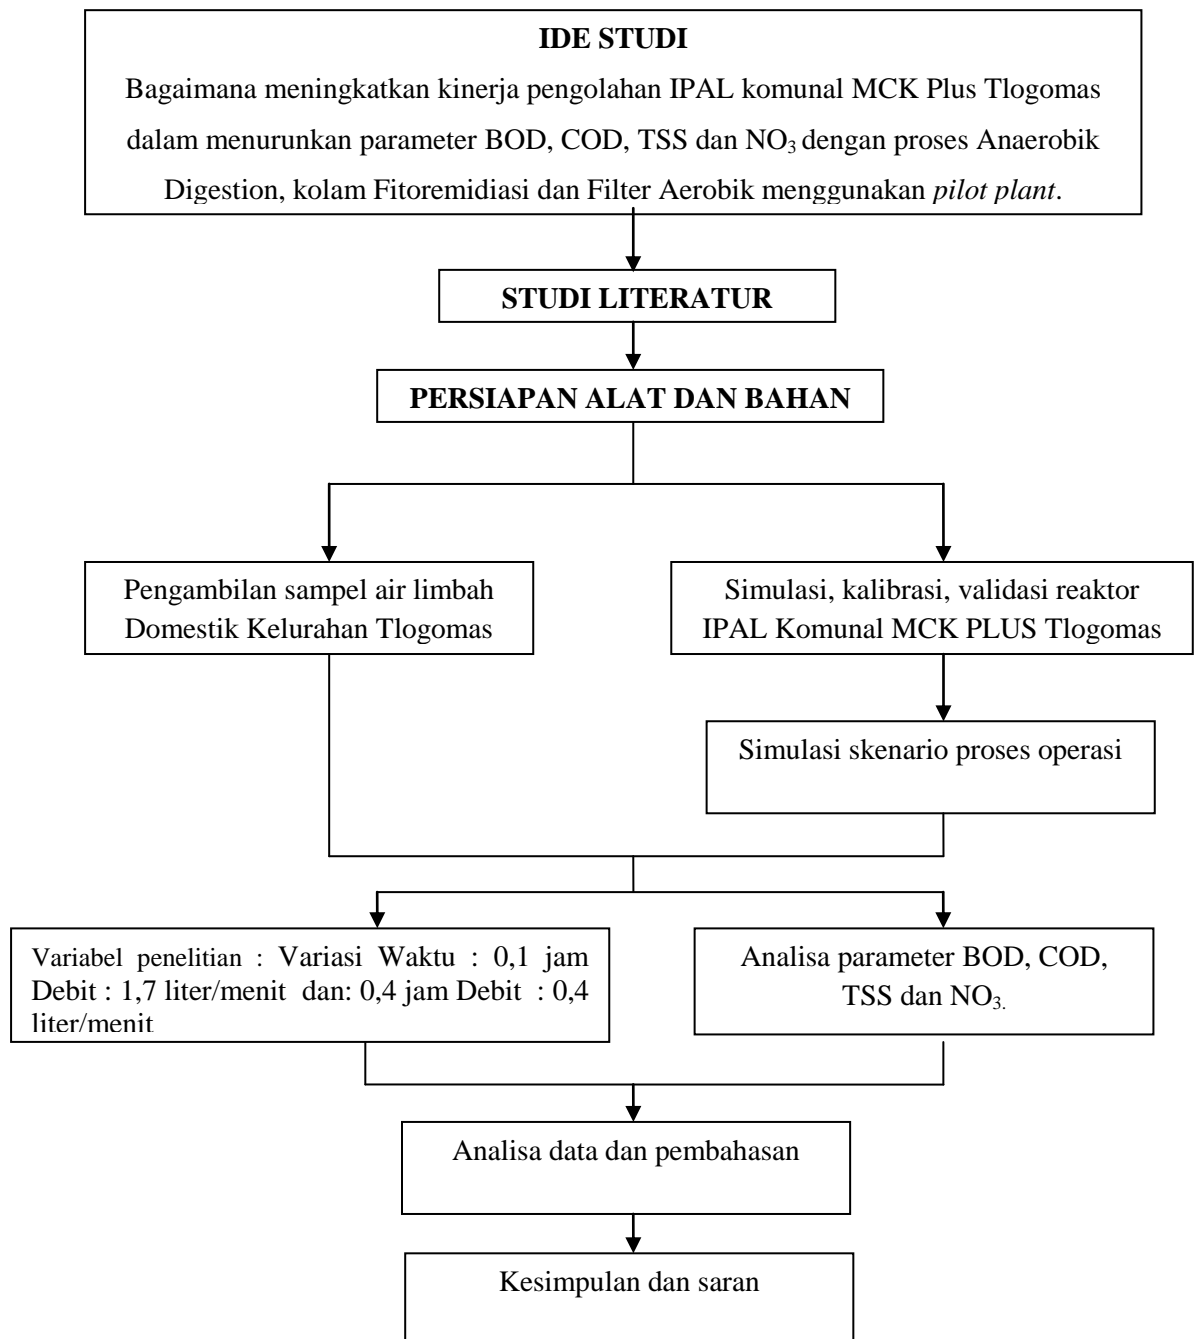 IDE STUDI
Bagaimana meningkatkan kinerja pengolahan IPAL komunal MCK Plus Tlogomas
dalam menurunkan parameter BOD, COD, TSS dan NO₃ dengan proses Anaerobik
Digestion, kolam Fitoremidiasi dan Filter Aerobik menggunakan pilot plant.
STUDI LITERATUR
PERSIAPAN ALAT DAN BAHAN
Pengambilan sampel air limbah
Domestik Kelurahan Tlogomas
Simulasi, kalibrasi, validasi reaktor
IPAL Komunal MCK PLUS Tlogomas
Simulasi skenario proses operasi
Variabel penelitian : Variasi Waktu : 0,1 jam
Debit : 1,7 liter/menit dan: 0,4 jam Debit : 0,4
liter/menit
Analisa parameter BOD, COD,
TSS dan NO₃.
Analisa data dan pembahasan
Kesimpulan dan saran